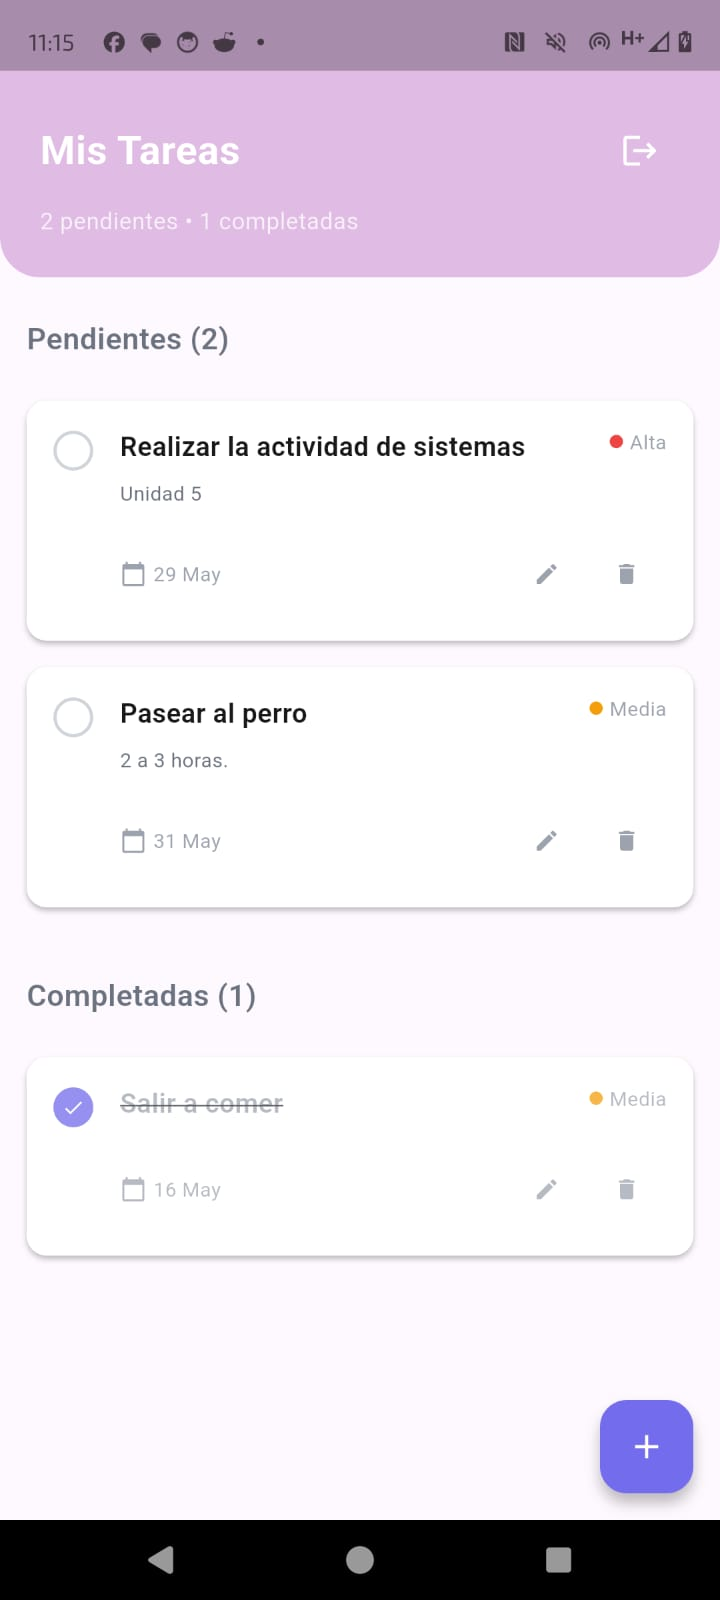 11:15
H+
Mis Tareas
2 pendientes • 1 completadas
Pendientes (2)
Realizar la actividad de sistemas
Alta
Unidad 5
29 May
Pasear al perro
Media
2 a 3 horas.
31 May
Completadas (1)
Salir a comer
Media
16 May